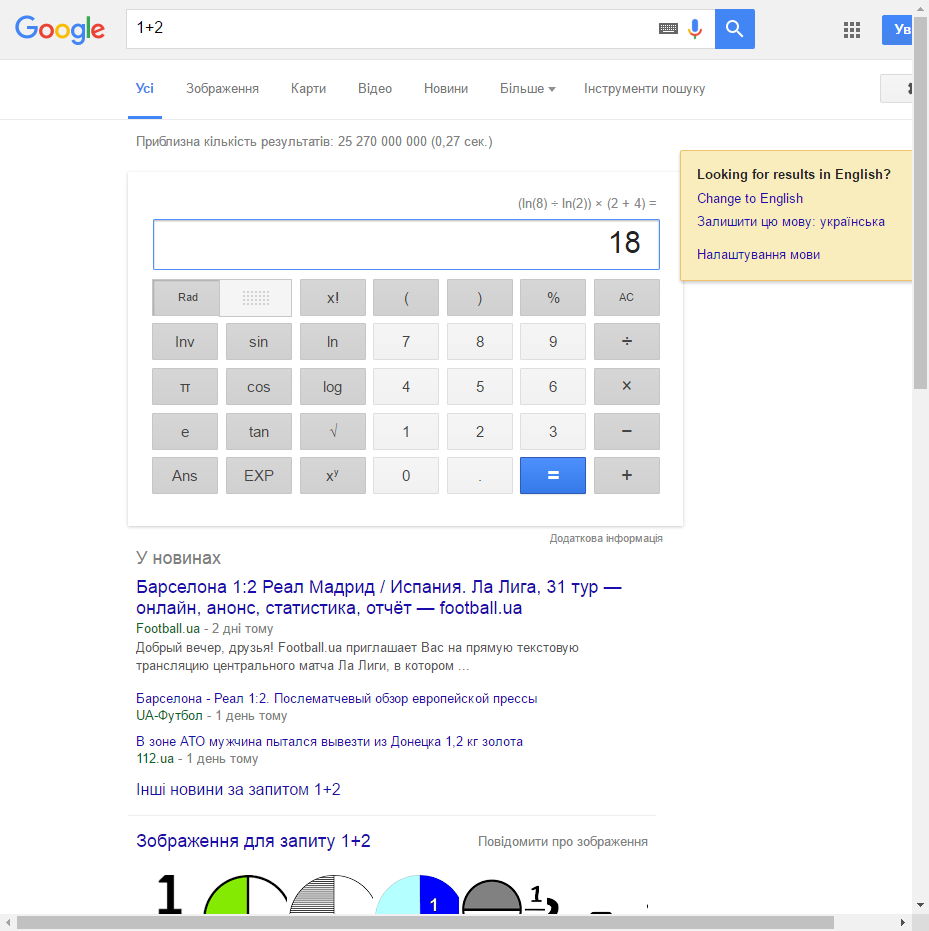 Google
1+2
Ув
Усі Зображення Карти Відео Новини Більше Інструменти пошуку
Приблизна кількість результатів: 25 270 000 000 (0,27 сек.)
Looking for results in English?
Change to English
Залишити цю мову: українська
Налаштування мови
(ln(8) ÷ ln(2)) × (2 + 4) =
18
Rad x! ( ) % AC
Inv sin ln 7 8 9 ÷
π cos log 4 5 6 ×
e tan √ 1 2 3 −
Ans EXP xʸ 0 . = +
Додаткова інформація
У новинах
Барселона 1:2 Реал Мадрид / Испания. Ла Лига, 31 тур —
онлайн, анонс, статистика, отчёт — football.ua
Football.ua - 2 дні тому
Добрый вечер, друзья! Football.ua приглашает Вас на прямую текстовую
трансляцию центрального матча Ла Лиги, в котором ...
Барселона - Реал 1:2. Послематчевый обзор европейской прессы
UA-Футбол - 1 день тому
В зоне АТО мужчина пытался вывезти из Донецка 1,2 кг золота
112.ua - 1 день тому
Інші новини за запитом 1+2
Зображення для запиту 1+2
Повідомити про зображення
1
1
1